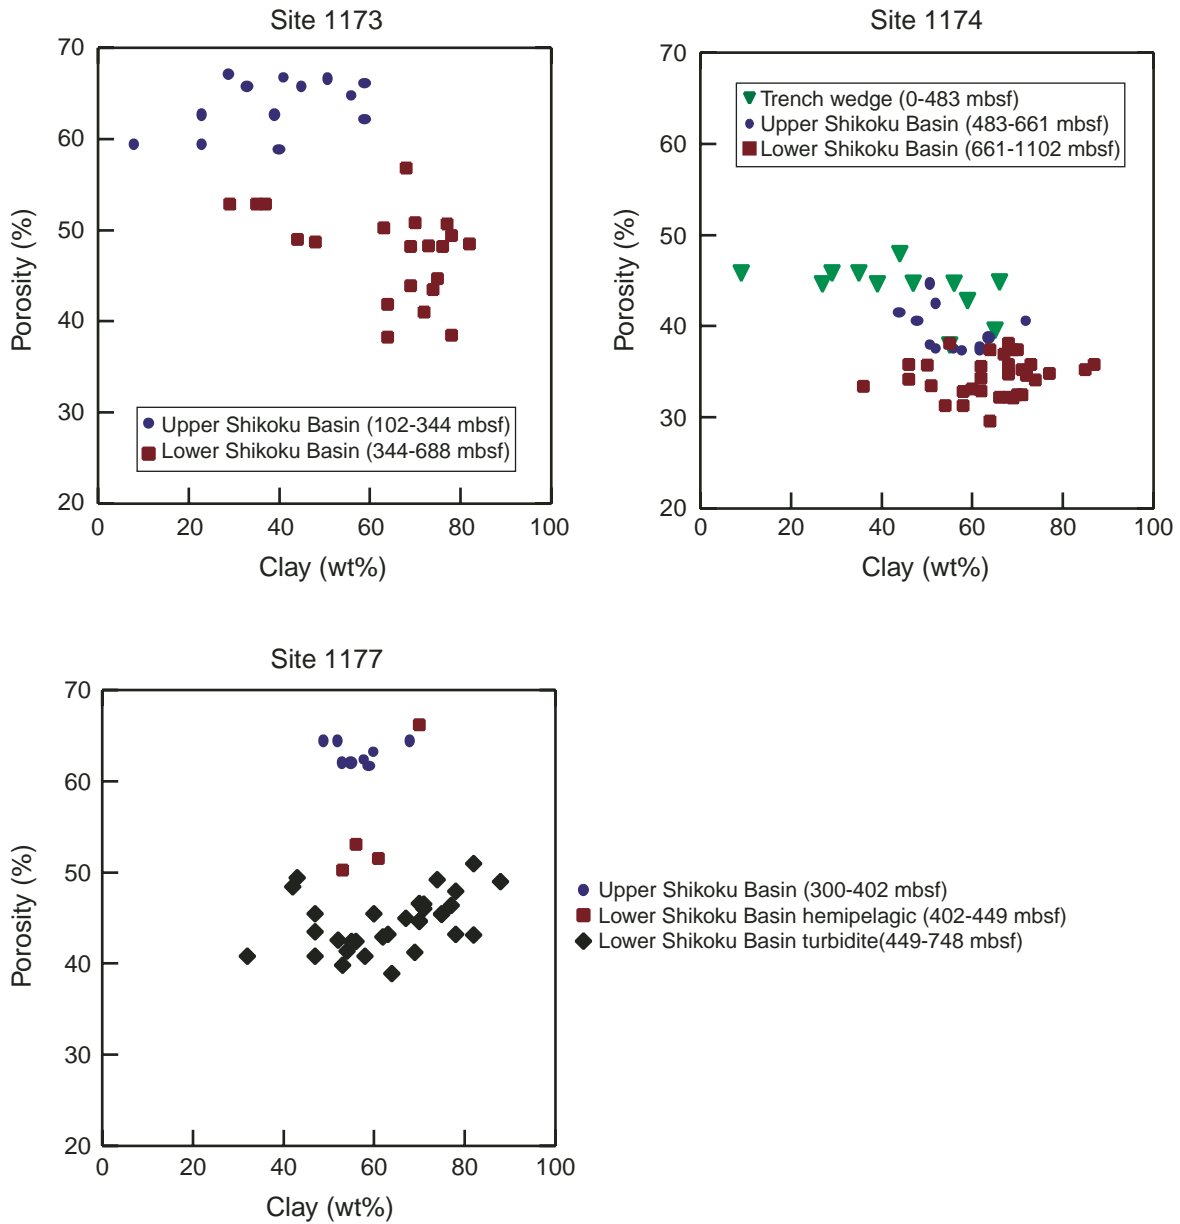 Site 1173
70
60
50
40
30
20
Porosity (%)
Upper Shikoku Basin (102-344 mbsf)
Lower Shikoku Basin (344-688 mbsf)
0 20 40 60 80 100
Clay (wt%)
Site 1174
70
60
50
40
30
20
Porosity (%)
Trench wedge (0-483 mbsf)
Upper Shikoku Basin (483-661 mbsf)
Lower Shikoku Basin (661-1102 mbsf)
0 20 40 60 80 100
Clay (wt%)
Site 1177
70
60
50
40
30
20
Porosity (%)
0 20 40 60 80 100
Clay (wt%)
Upper Shikoku Basin (300-402 mbsf)
Lower Shikoku Basin hemipelagic (402-449 mbsf)
Lower Shikoku Basin turbidite(449-748 mbsf)